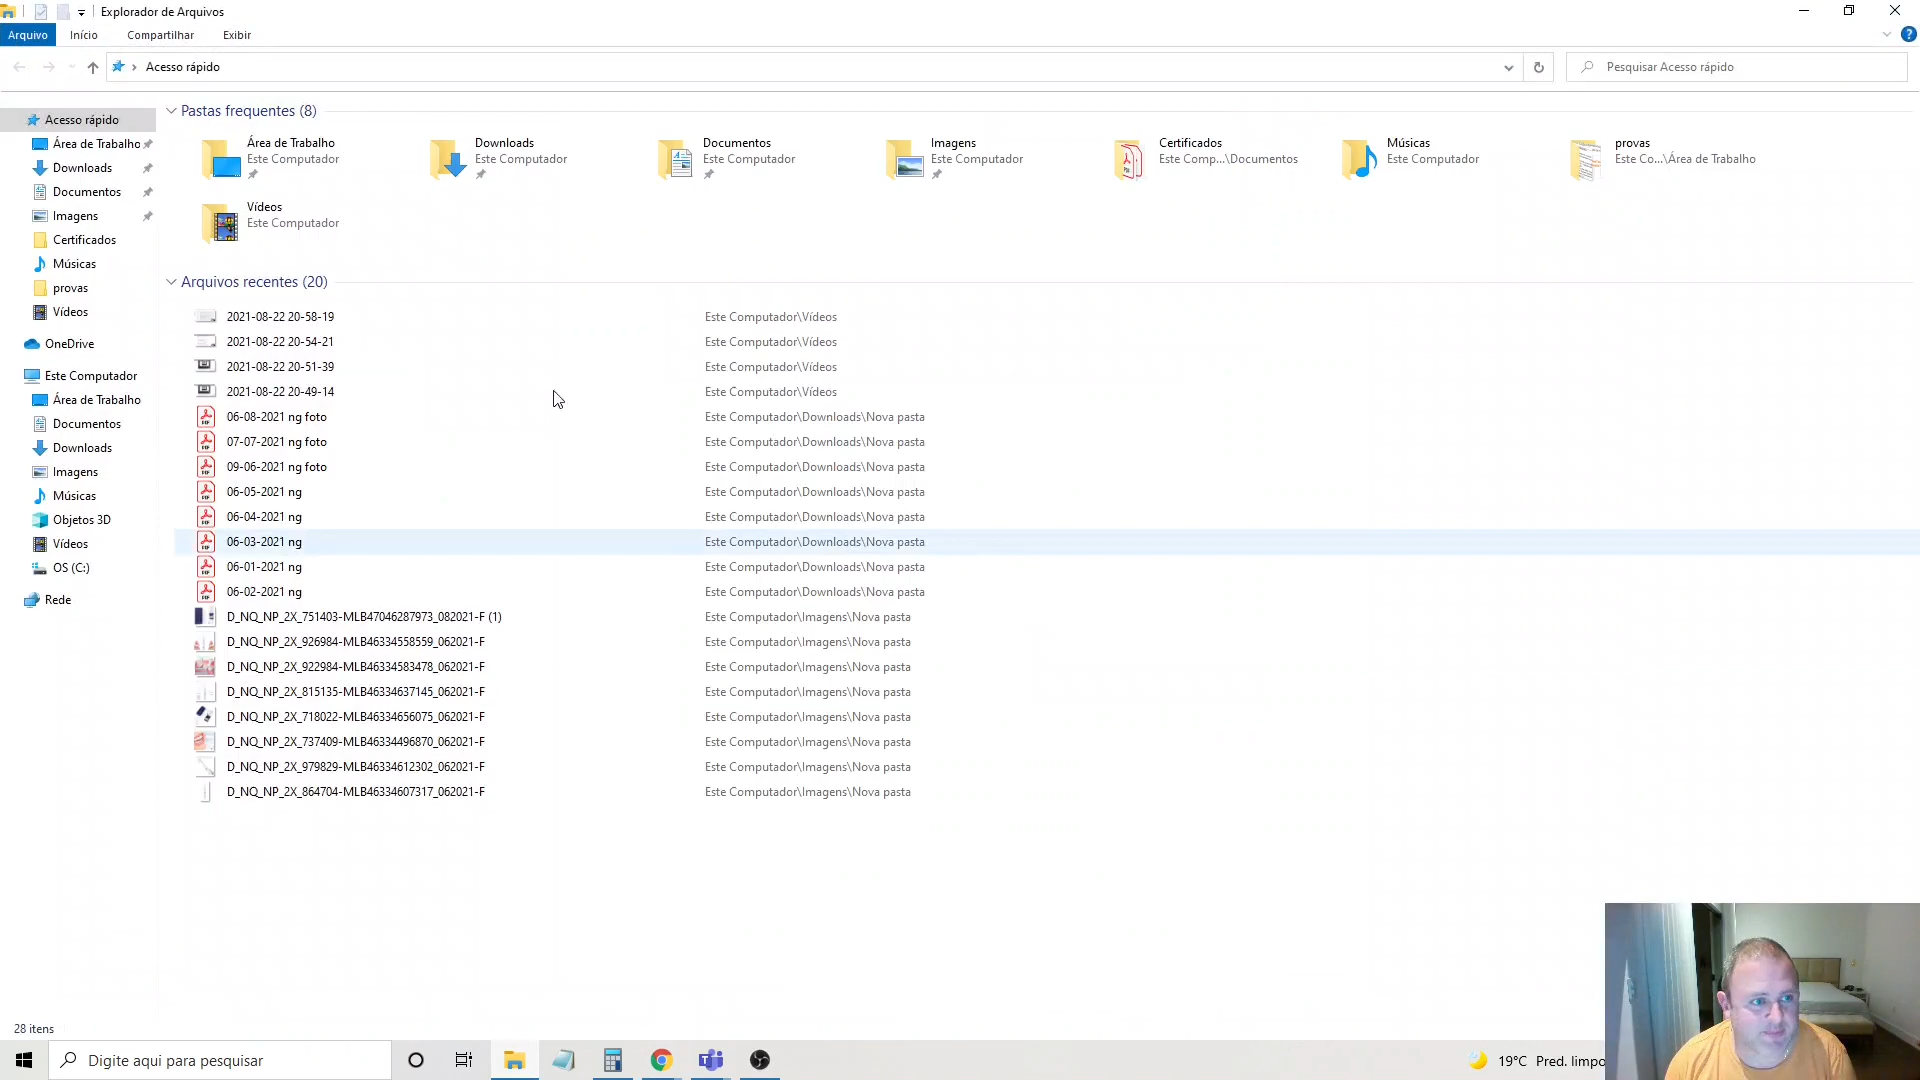 Explorador de Arquivos
Arquivo Início Compartilhar Exibir
Acesso rápido Pesquisar Acesso rápido
Acesso rápido
Área de Trabalho
Downloads
Documentos
Imagens
Certificados
Músicas
provas
Vídeos
OneDrive
Este Computador
Área de Trabalho
Documentos
Downloads
Imagens
Músicas
Objetos 3D
Vídeos
OS (C:)
Rede
Pastas frequentes (8)
Área de Trabalho
Este Computador
Downloads
Este Computador
Documentos
Este Computador
Imagens
Este Computador
Certificados
Este Comp...\Documentos
Músicas
Este Computador
provas
Este Co...\Área de Trabalho
Vídeos
Este Computador
Arquivos recentes (20)
2021-08-22 20-58-19 Este Computador\Vídeos
2021-08-22 20-54-21 Este Computador\Vídeos
2021-08-22 20-51-39 Este Computador\Vídeos
2021-08-22 20-49-14 Este Computador\Vídeos
06-08-2021 ng foto Este Computador\Downloads\Nova pasta
07-07-2021 ng foto Este Computador\Downloads\Nova pasta
09-06-2021 ng foto Este Computador\Downloads\Nova pasta
06-05-2021 ng Este Computador\Downloads\Nova pasta
06-04-2021 ng Este Computador\Downloads\Nova pasta
06-03-2021 ng Este Computador\Downloads\Nova pasta
06-01-2021 ng Este Computador\Downloads\Nova pasta
06-02-2021 ng Este Computador\Downloads\Nova pasta
D_NQ_NP_2X_751403-MLB47046287973_082021-F (1) Este Computador\Imagens\Nova pasta
D_NQ_NP_2X_926984-MLB46334558559_062021-F Este Computador\Imagens\Nova pasta
D_NQ_NP_2X_922984-MLB46334583478_062021-F Este Computador\Imagens\Nova pasta
D_NQ_NP_2X_815135-MLB46334637145_062021-F Este Computador\Imagens\Nova pasta
D_NQ_NP_2X_718022-MLB46334656075_062021-F Este Computador\Imagens\Nova pasta
D_NQ_NP_2X_737409-MLB46334496870_062021-F Este Computador\Imagens\Nova pasta
D_NQ_NP_2X_979829-MLB46334612302_062021-F Este Computador\Imagens\Nova pasta
D_NQ_NP_2X_864704-MLB46334607317_062021-F Este Computador\Imagens\Nova pasta
28 itens
Digite aqui para pesquisar 19°C Pred. limpo